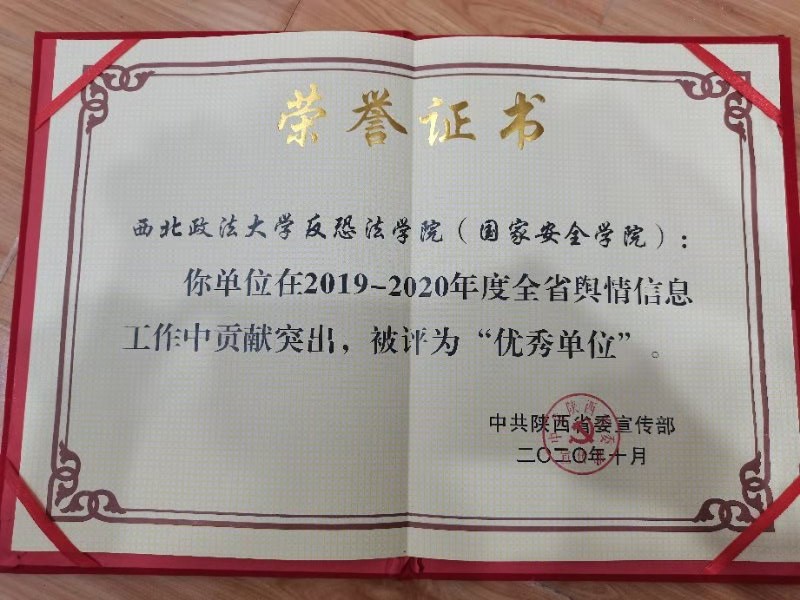 荣誉证书
西北政法大学反恐法学院（国家安全学院）：
你单位在2019-2020年度全省舆情信息
工作中贡献突出，被评为“优秀单位”。
中共陕西省委宣传部
二〇二〇年十月